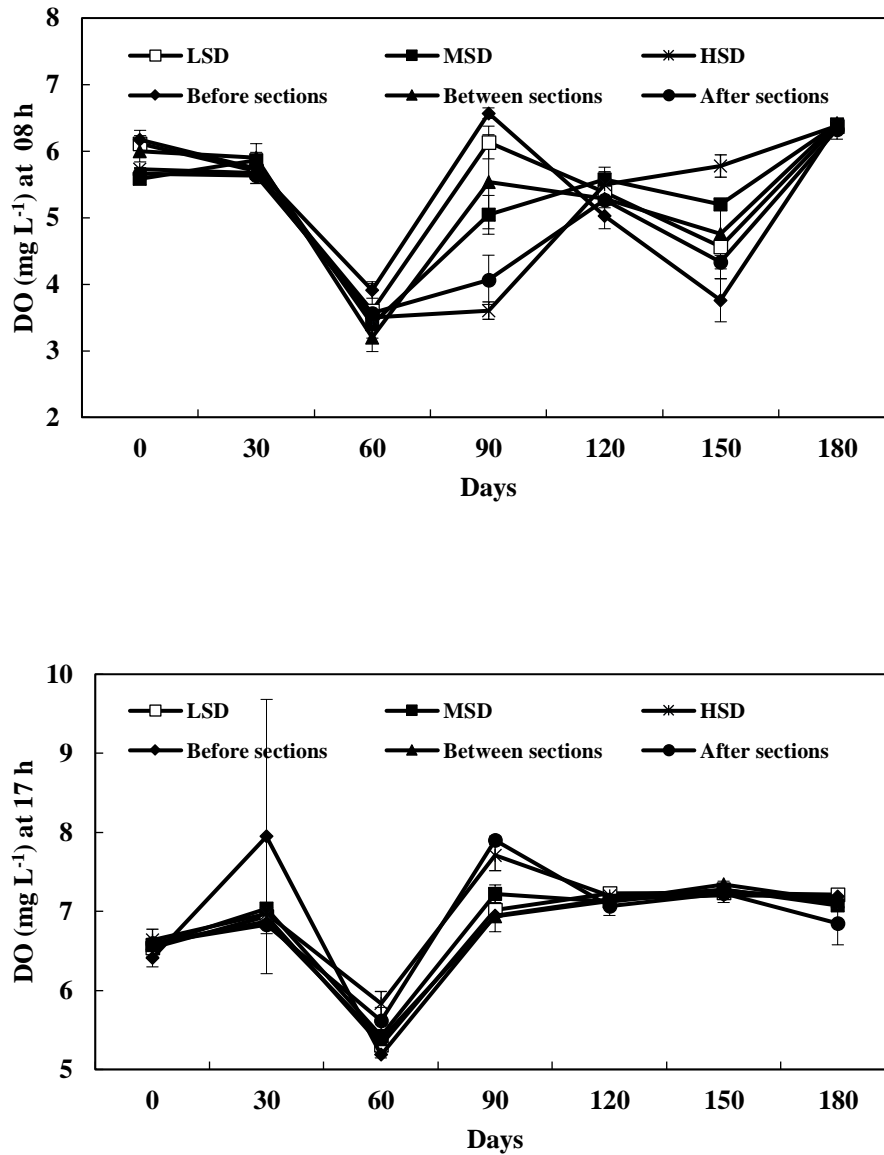 8
7
6
5
4
3
2
DO (mg L-1) at 08 h
LSD MSD HSD
Before sections Between sections After sections
0 30 60 90 120 150 180
Days
10
9
8
7
6
5
DO (mg L-1) at 17 h
LSD MSD HSD
Before sections Between sections After sections
0 30 60 90 120 150 180
Days